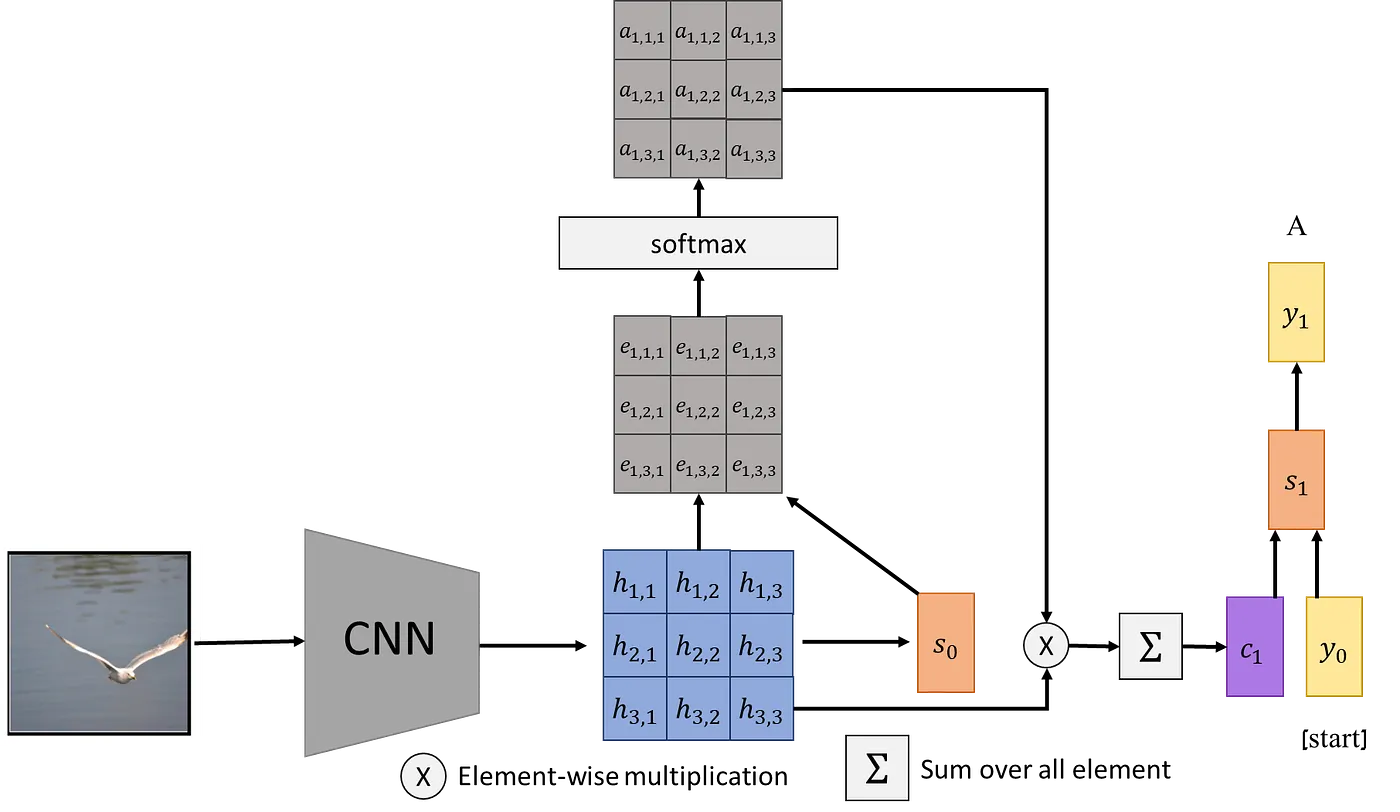 a1,1,1 a1,1,2 a1,1,3
a1,2,1 a1,2,2 a1,2,3
a1,3,1 a1,3,2 a1,3,3
softmax
e1,1,1 e1,1,2 e1,1,3
e1,2,1 e1,2,2 e1,2,3
e1,3,1 e1,3,2 e1,3,3
CNN
h1,1 h1,2 h1,3
h2,1 h2,2 h2,3
h3,1 h3,2 h3,3
s0
X
Σ
c1
y0
[start]
s1
y1
A
X Element-wise multiplication
Σ Sum over all element